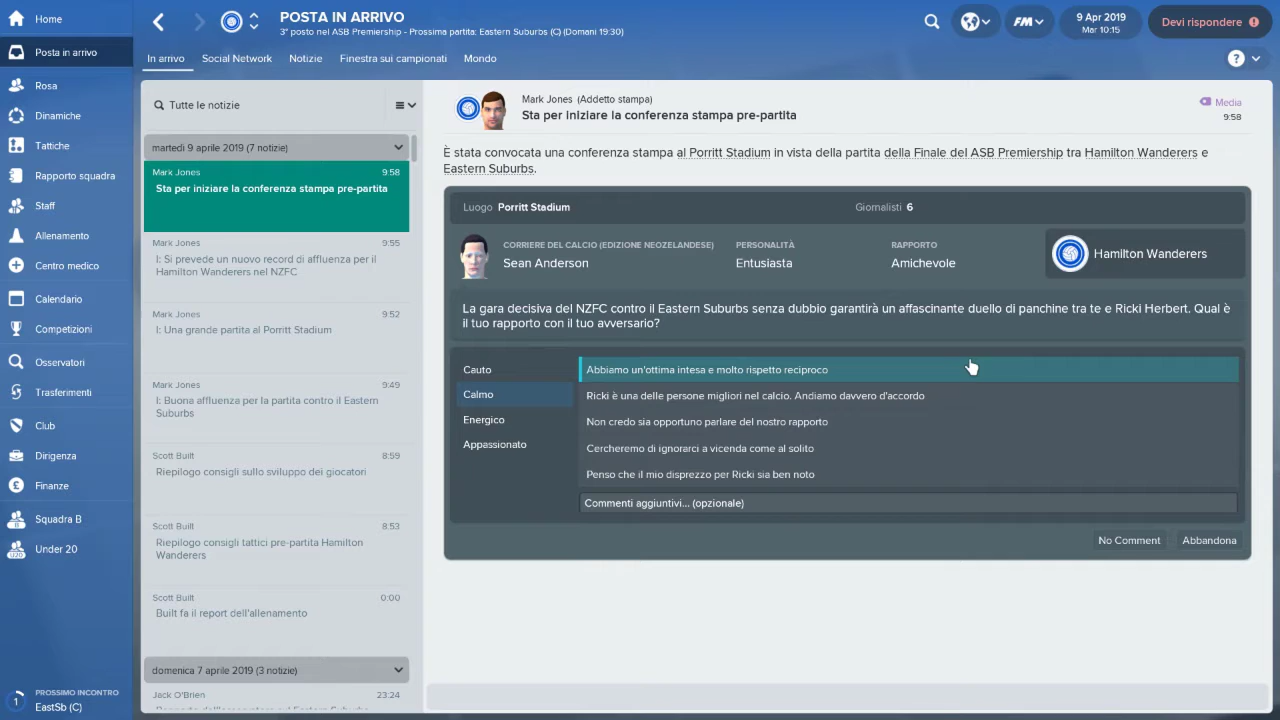 Home
Posta in arrivo
Rosa
Dinamiche
Tattiche
Rapporto squadra
Staff
Allenamento
Centro medico
Calendario
Competizioni
Osservatori
Trasferimenti
Club
Dirigenza
Finanze
Squadra B
Under 20
PROSSIMO INCONTRO
EastSb (C)
1
POSTA IN ARRIVO
3° posto nel ASB Premiership - Prossima partita: Eastern Suburbs (C) (Domani 19:30)
FM
9 Apr 2019
Mar 10:15
Devi rispondere
In arrivo
Social Network
Notizie
Finestra sui campionati
Mondo
?
Tutte le notizie
martedì 9 aprile 2019 (7 notizie)
Mark Jones 9:58
Sta per iniziare la conferenza stampa pre-partita
Mark Jones 9:55
I: Si prevede un nuovo record di affluenza per il
Hamilton Wanderers nel NZFC
Mark Jones 9:52
I: Una grande partita al Porritt Stadium
Mark Jones 9:49
I: Buona affluenza per la partita contro il Eastern
Suburbs
Scott Built 8:59
Riepilogo consigli sullo sviluppo dei giocatori
Scott Built 8:53
Riepilogo consigli tattici pre-partita Hamilton
Wanderers
Scott Built 0:00
Built fa il report dell'allenamento
domenica 7 aprile 2019 (3 notizie)
Jack O'Brien 23:24
Mark Jones (Addetto stampa)
Sta per iniziare la conferenza stampa pre-partita
Media
9:58
È stata convocata una conferenza stampa al Porritt Stadium in vista della partita della Finale del ASB Premiership tra Hamilton Wanderers e
Eastern Suburbs.
Luogo Porritt Stadium
Giornalisti 6
CORRIERE DEL CALCIO (EDIZIONE NEOZELANDESE)
Sean Anderson
PERSONALITÀ
Entusiasta
RAPPORTO
Amichevole
Hamilton Wanderers
La gara decisiva del NZFC contro il Eastern Suburbs senza dubbio garantirà un affascinante duello di panchine tra te e Ricki Herbert. Qual è
il tuo rapporto con il tuo avversario?
Cauto
Calmo
Energico
Appassionato
Abbiamo un'ottima intesa e molto rispetto reciproco
Ricki è una delle persone migliori nel calcio. Andiamo davvero d'accordo
Non credo sia opportuno parlare del nostro rapporto
Cercheremo di ignorarci a vicenda come al solito
Penso che il mio disprezzo per Ricki sia ben noto
Commenti aggiuntivi... (opzionale)
No Comment
Abbandona